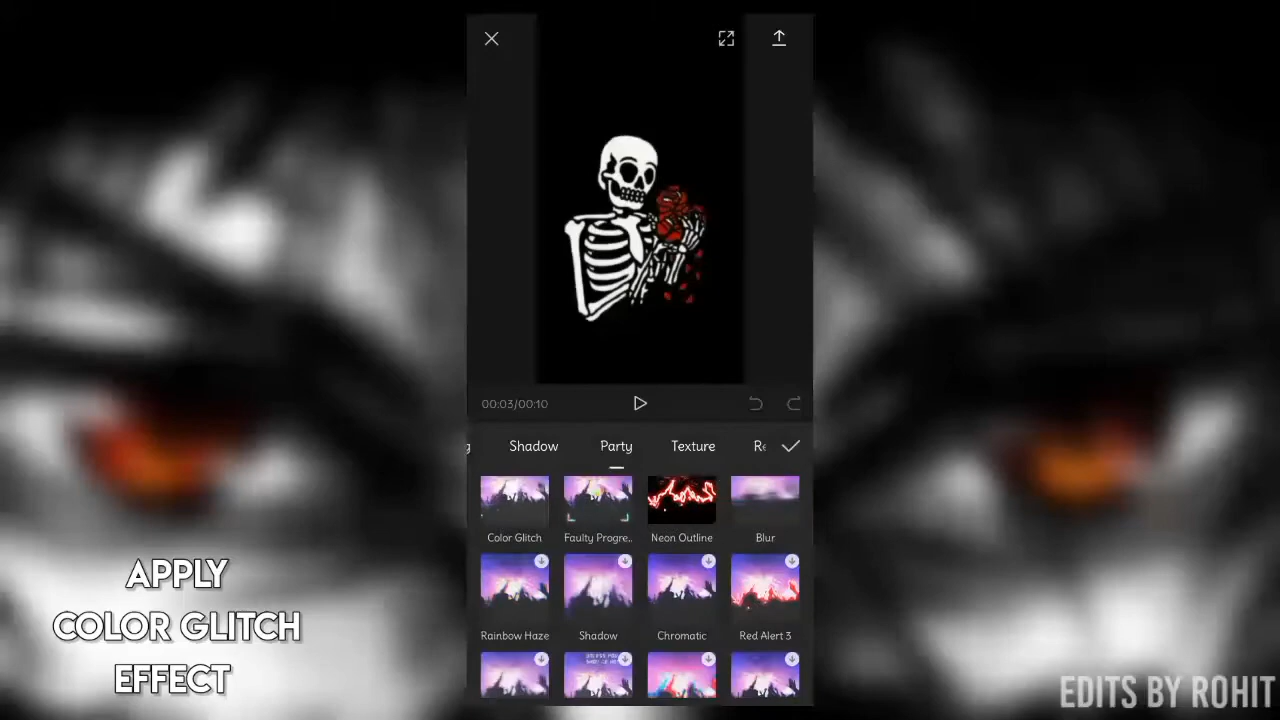 00:03/00:10
g Shadow Party Texture Re
Color Glitch Faulty Progre.. Neon Outline Blur
Rainbow Haze Shadow Chromatic Red Alert 3
APPLY
COLOR GLITCH
EFFECT
EDITS BY ROHIT